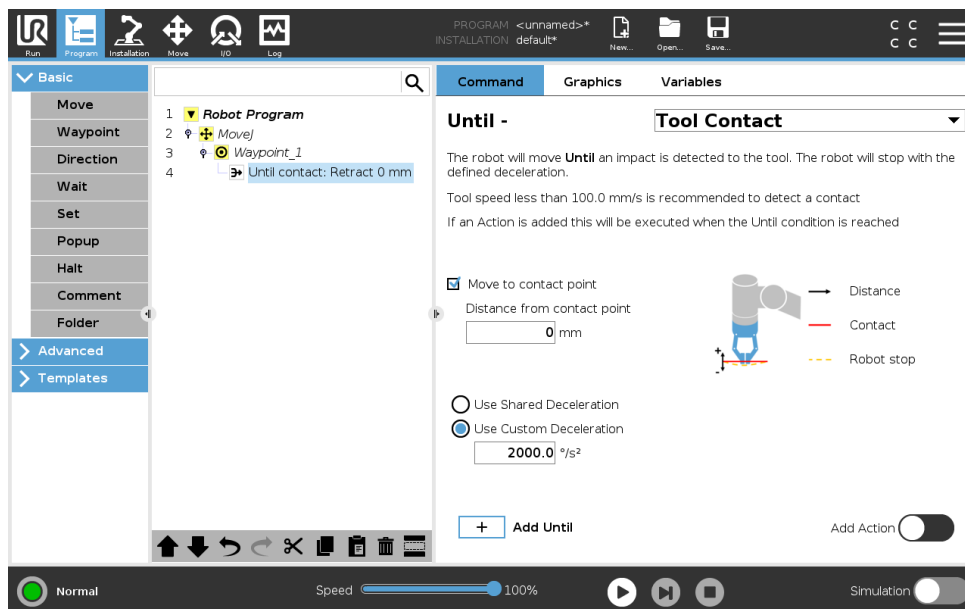 UR
PROGRAM <unnamed>*
INSTALLATION default*
Run Program Installation Move I/O Log New... Open... Save...
C C
C C
Basic
Move
Waypoint
Direction
Wait
Set
Popup
Halt
Comment
Folder
Advanced
Templates
1 Robot Program
2 MoveJ
3 Waypoint_1
4 Until contact: Retract 0 mm
Command Graphics Variables
Until - Tool Contact
The robot will move Until an impact is detected to the tool. The robot will stop with the
defined deceleration.
Tool speed less than 100.0 mm/s is recommended to detect a contact
If an Action is added this will be executed when the Until condition is reached
Move to contact point
Distance from contact point
0 mm
Distance
Contact
Robot stop
+
-
Use Shared Deceleration
Use Custom Deceleration
2000.0 °/s²
+ Add Until
Add Action
Normal
Speed 100%
Simulation